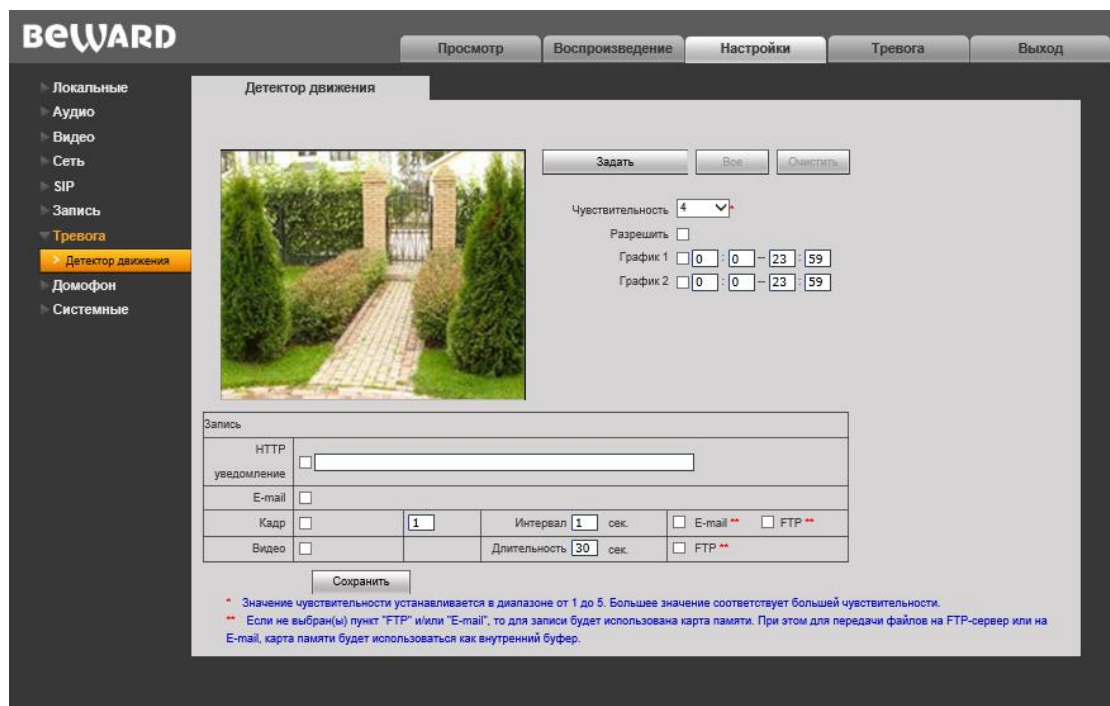 BEWARD
Просмотр Воспроизведение Настройки Тревога Выход
Локальные
Аудио
Видео
Сеть
SIP
Запись
Тревога
Детектор движения
Домофон
Системные
Детектор движения
Задать Все Очистить
Чувствительность 4 *
Разрешить
График 1 0 : 0 – 23 : 59
График 2 0 : 0 – 23 : 59
Запись
HTTP
уведомление
E-mail
Кадр 1 Интервал 1 сек. E-mail ** FTP **
Видео Длительность 30 сек. FTP **
Сохранить
* Значение чувствительности устанавливается в диапазоне от 1 до 5. Большее значение соответствует большей чувствительности.
** Если не выбран(ы) пункт "FTP" и/или "E-mail", то для записи будет использована карта памяти. При этом для передачи файлов на FTP-сервер или на
E-mail, карта памяти будет использоваться как внутренний буфер.